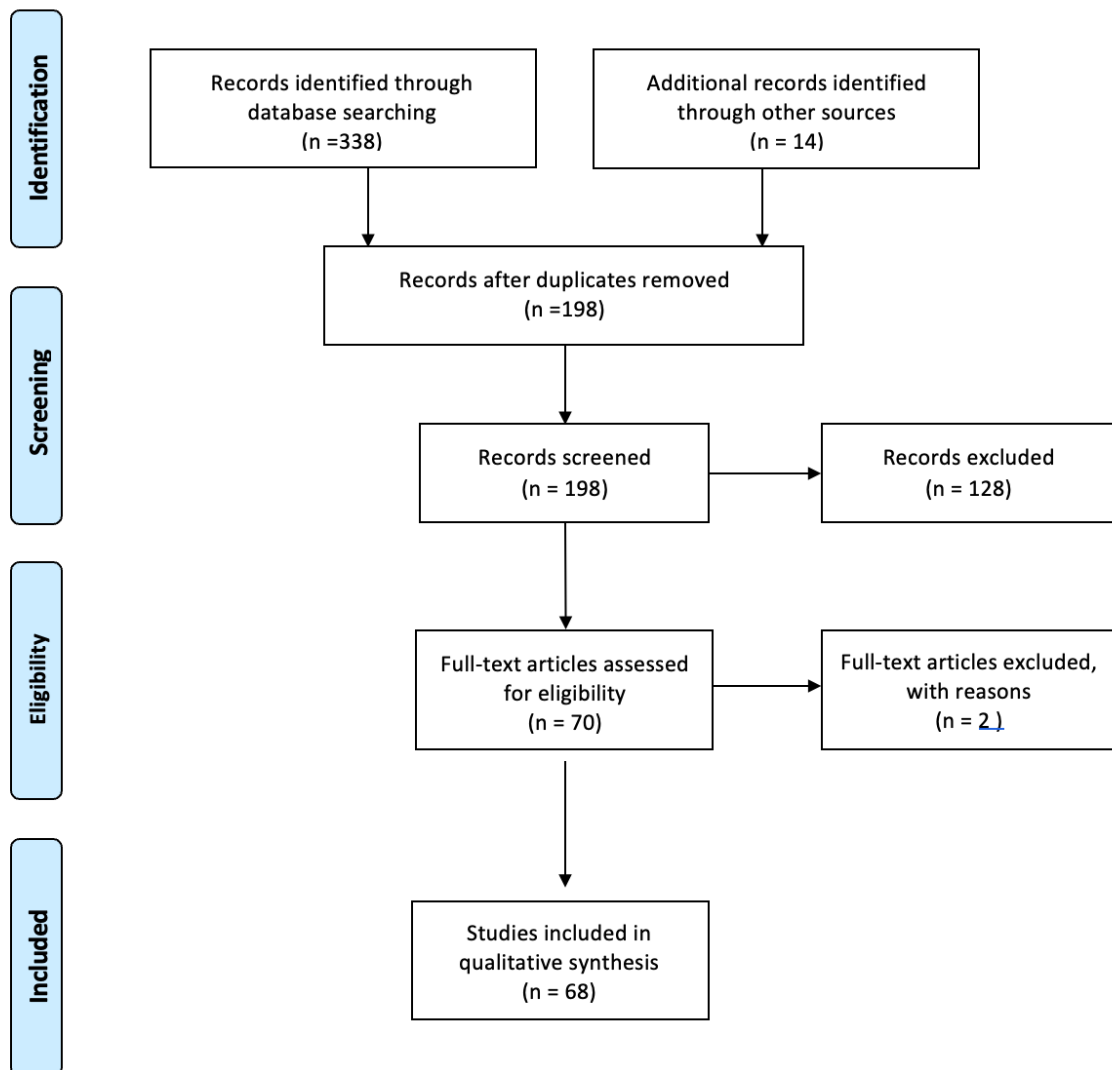 Identification
Records identified through
database searching
(n =338)
Additional records identified
through other sources
(n = 14)
Records after duplicates removed
(n =198)
Screening
Records screened
(n = 198)
Records excluded
(n = 128)
Eligibility
Full-text articles assessed
for eligibility
(n = 70)
Full-text articles excluded,
with reasons
(n = 2 )
Included
Studies included in
qualitative synthesis
(n = 68)